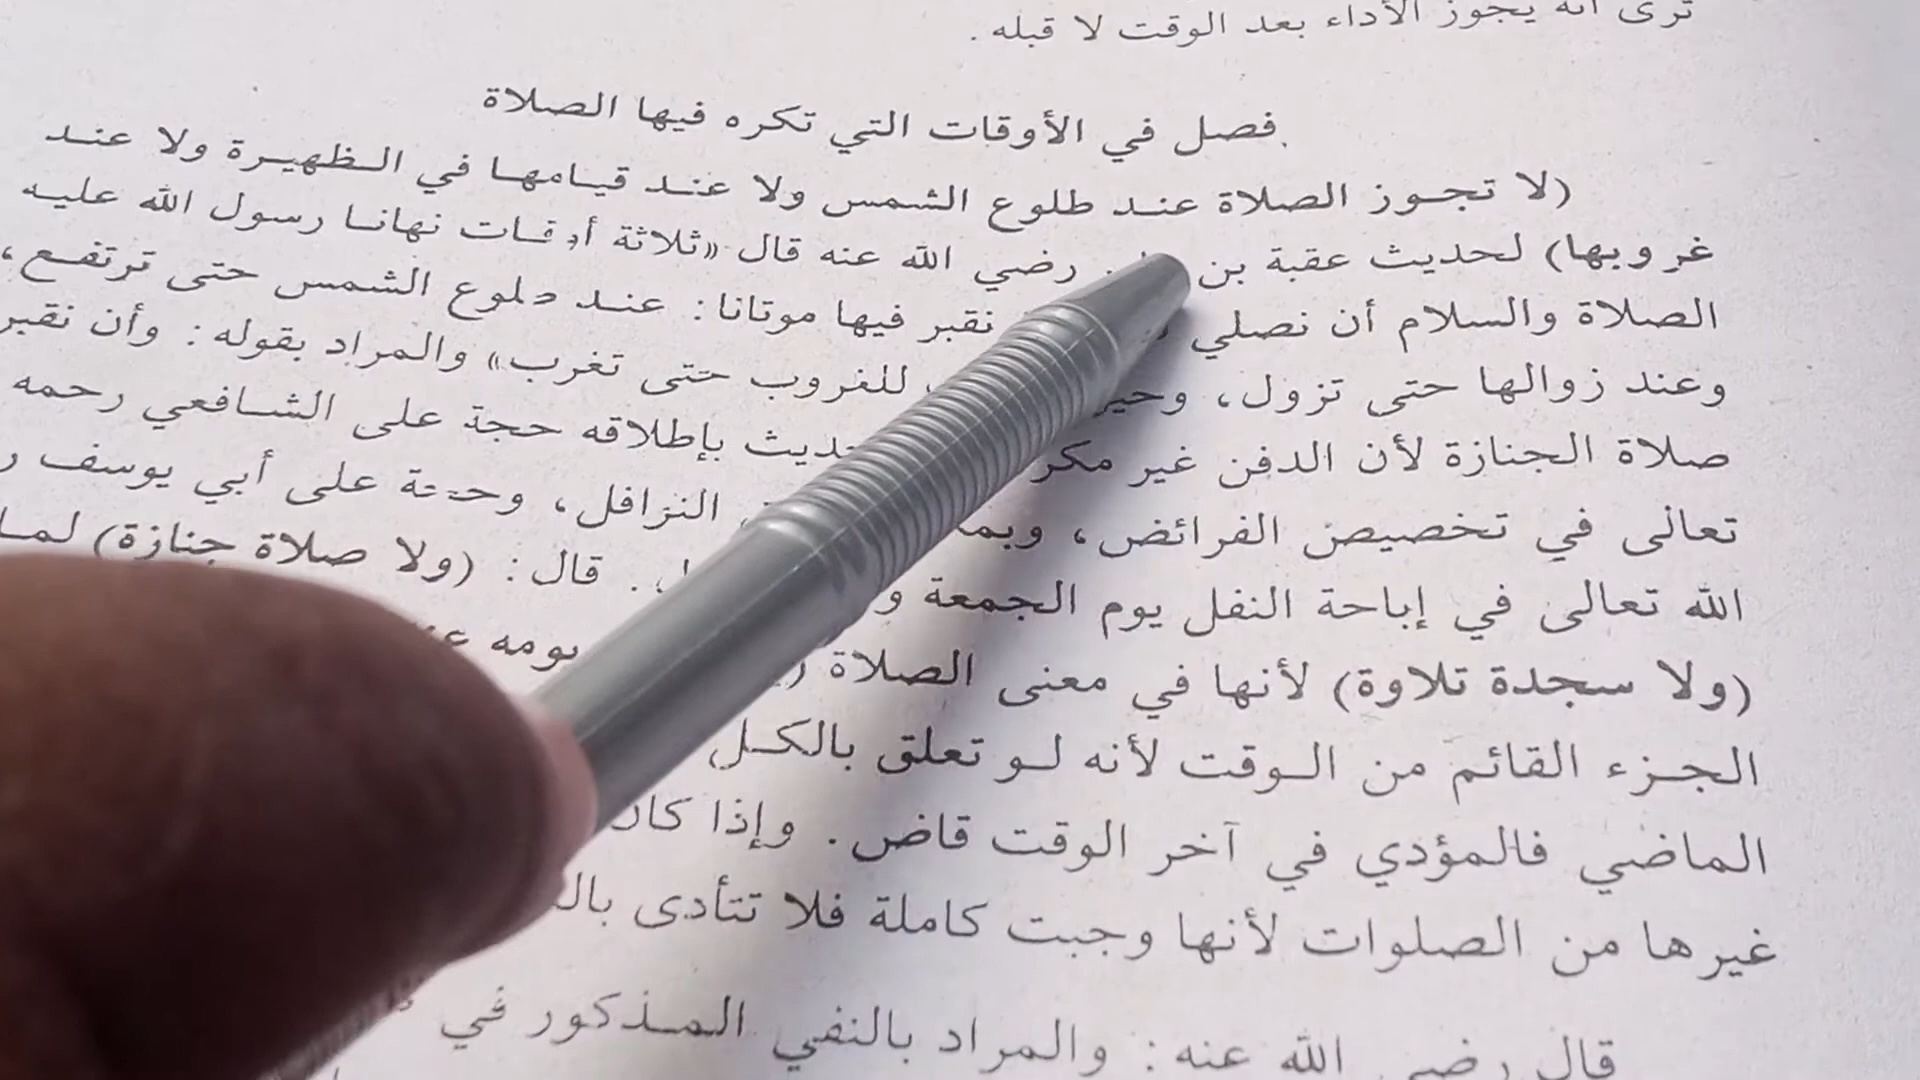 ترى أنه يجوز الأداء بعد الوقت لا قبله .
فصل في الأوقات التي تكره فيها الصلاة
(لا تجوز الصلاة عند طلوع الشمس ولا عند قيامها في الظهيرة ولا عند
غروبها) لحديث عقبة بن رضي الله عنه قال «ثلاثة أوقات نهانا رسول الله عليه
الصلاة والسلام أن نصلي نقبر فيها موتانا: عند طلوع الشمس حتى ترتفع،
وعند زوالها حتى تزول، للغروب حتى تغرب» والمراد بقوله: وأن نقبر
صلاة الجنازة لأن الدفن غير بإطلاقه حجة على الشافعي رحمه
تعالى في تخصيص الفرائض، النوافل، وحجة على أبي يوسف
الله تعالى في إباحة النفل يوم الجمعة قال: (ولا صلاة جنازة) لما
(ولا سجدة تلاوة) لأنها في معنى الصلاة يومه
الجزء القائم من الوقت لأنه لو تعلق بالكل
الماضي فالمؤدي في آخر الوقت قاض. وإذا كان
غيرها من الصلوات لأنها وجبت كاملة فلا تتأدى
قال رضي الله عنه: والمراد بالنفي المذكور في